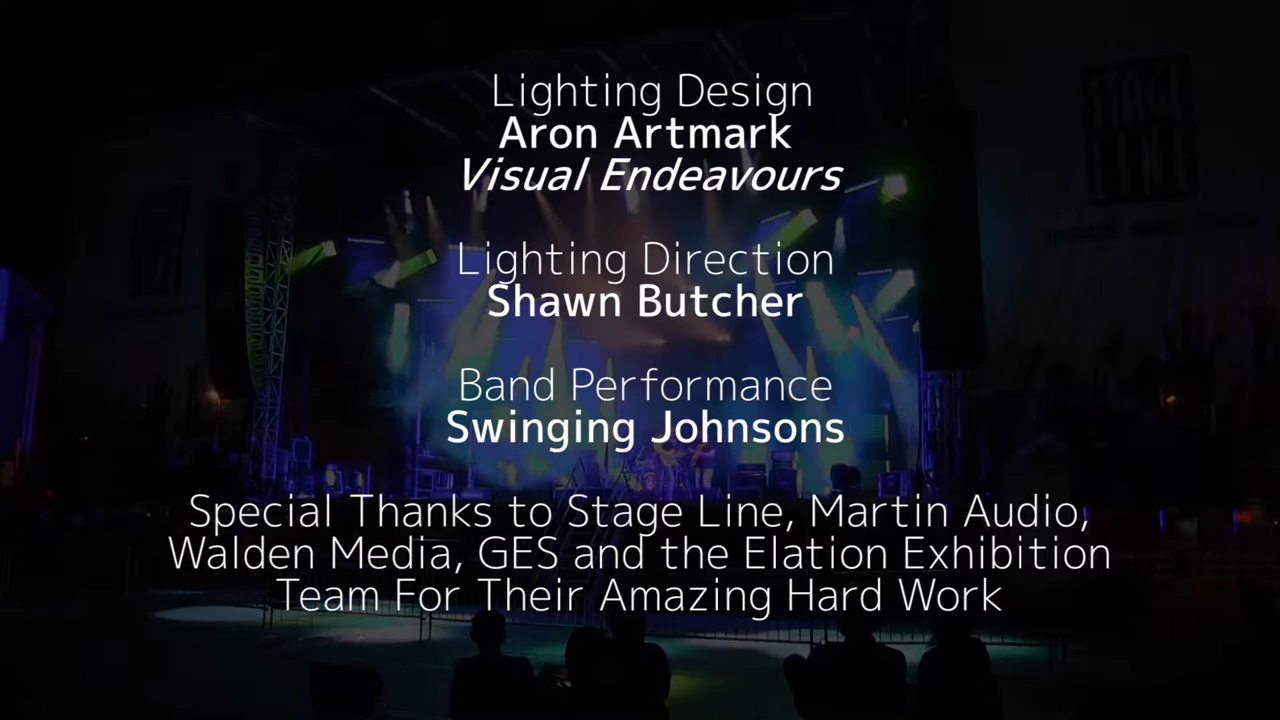 Lighting Design
Aron Artmark
Visual Endeavours
Lighting Direction
Shawn Butcher
Band Performance
Swinging Johnsons
Special Thanks to Stage Line, Martin Audio,
Walden Media, GES and the Elation Exhibition
Team For Their Amazing Hard Work